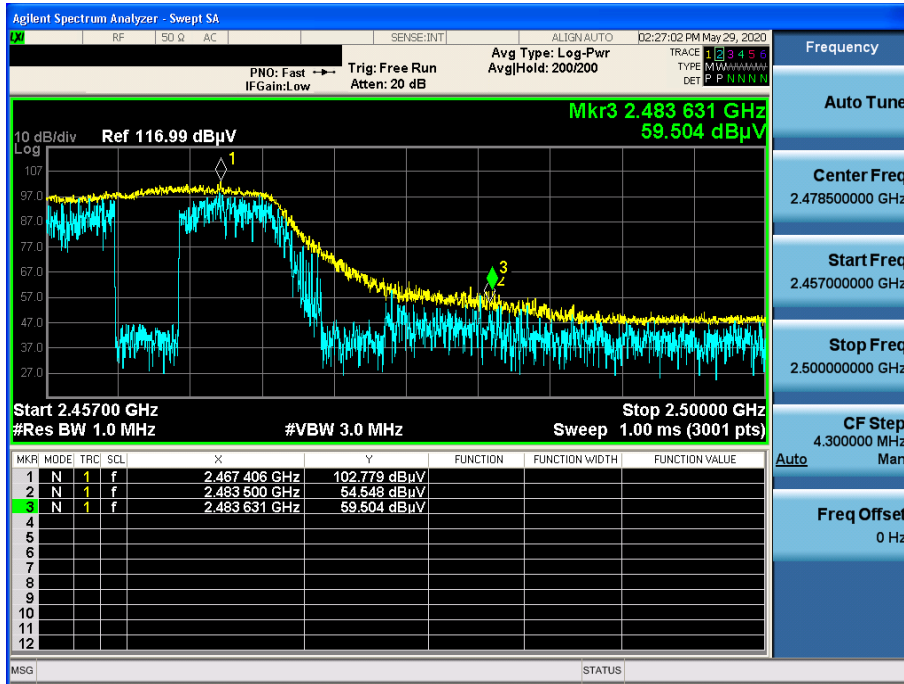 Agilent Spectrum Analyzer - Swept SA
LXI RF 50 Ω AC SENSE:INT ALIGN AUTO 02:27:02 PM May 29, 2020
PNO: Fast Trig: Free Run Avg Type: Log-Pwr TRACE 1 2 3 4 5 6
IFGain:Low Atten: 20 dB Avg|Hold: 200/200 TYPE M W W W W W
DET P P N N N N
Mkr3 2.483 631 GHz
59.504 dBµV
10 dB/div Ref 116.99 dBµV
Log
107
97.0
87.0
77.0
67.0
57.0
47.0
37.0
27.0
1
3
2
Start 2.45700 GHz Stop 2.50000 GHz
#Res BW 1.0 MHz #VBW 3.0 MHz Sweep 1.00 ms (3001 pts)
MKR MODE TRC SCL X Y FUNCTION FUNCTION WIDTH FUNCTION VALUE
1 N 1 f 2.467 406 GHz 102.779 dBµV
2 N 1 f 2.483 500 GHz 54.548 dBµV
3 N 1 f 2.483 631 GHz 59.504 dBµV
4
5
6
7
8
9
10
11
12
MSG STATUS
Frequency
Auto Tune
Center Freq
2.478500000 GHz
Start Freq
2.457000000 GHz
Stop Freq
2.500000000 GHz
CF Step
4.300000 MHz
Auto Man
Freq Offset
0 Hz